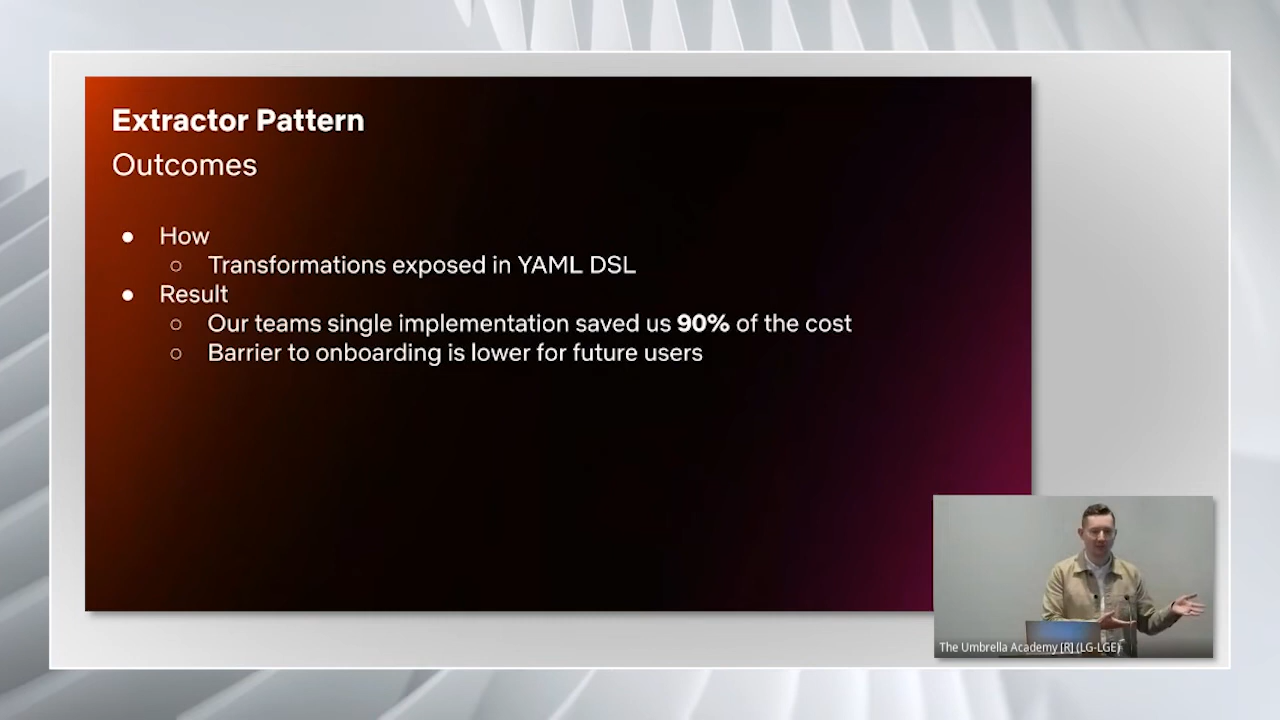 Extractor Pattern
Outcomes
● How
○ Transformations exposed in YAML DSL
● Result
○ Our teams single implementation saved us 90% of the cost
○ Barrier to onboarding is lower for future users
The Umbrella Academy [R] (LG-LGE)